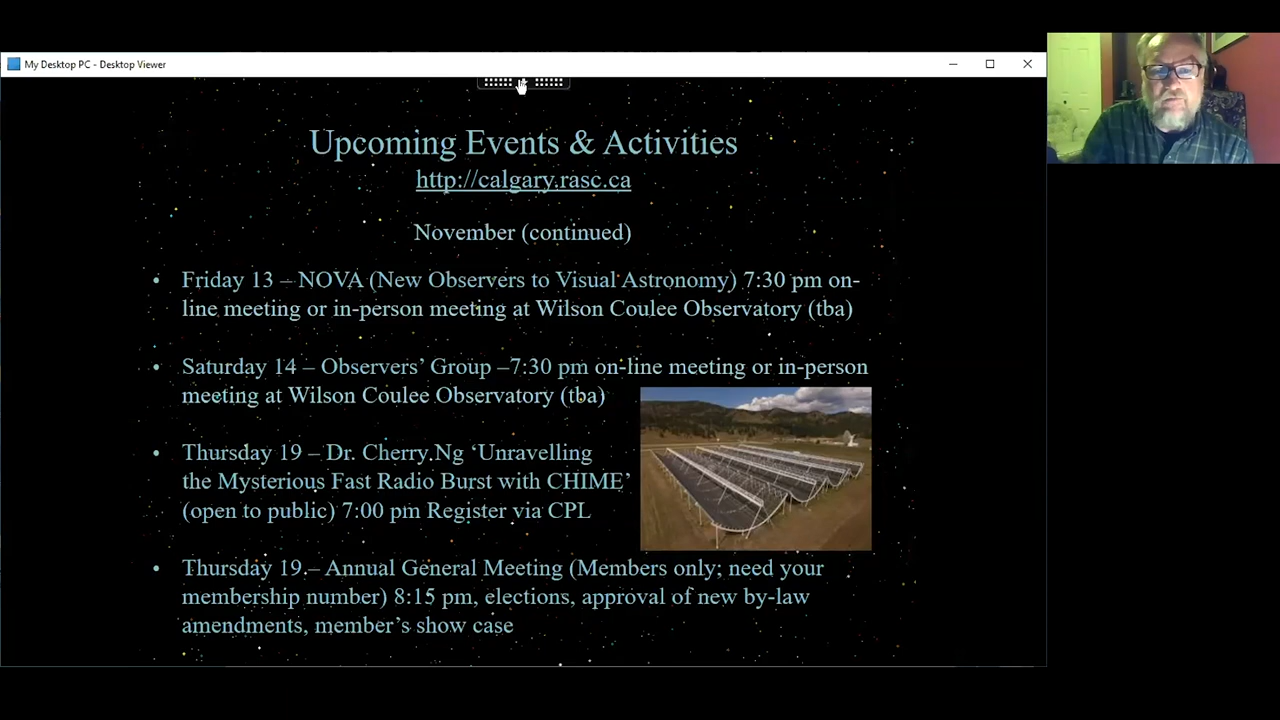 My Desktop PC - Desktop Viewer
Upcoming Events & Activities
http://calgary.rasc.ca
November (continued)
• Friday 13 – NOVA (New Observers to Visual Astronomy) 7:30 pm on-
line meeting or in-person meeting at Wilson Coulee Observatory (tba)
• Saturday 14 – Observers’ Group –7:30 pm on-line meeting or in-person
meeting at Wilson Coulee Observatory (tba)
• Thursday 19 – Dr. Cherry Ng ‘Unravelling
the Mysterious Fast Radio Burst with CHIME’
(open to public) 7:00 pm Register via CPL
• Thursday 19 – Annual General Meeting (Members only; need your
membership number) 8:15 pm, elections, approval of new by-law
amendments, member’s show case